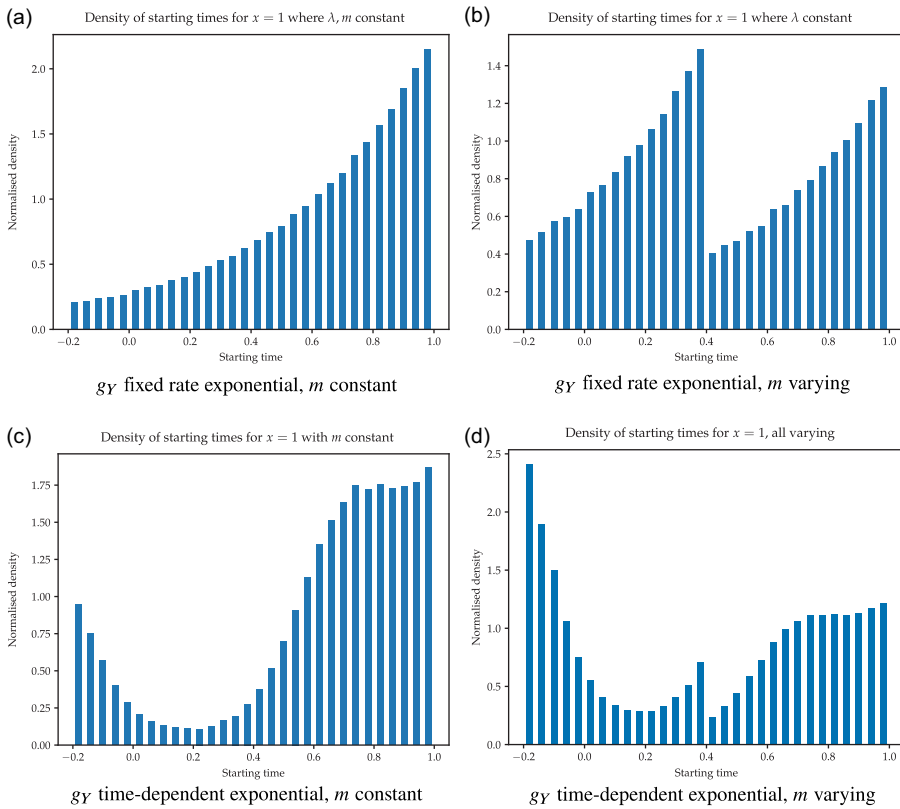 (a)
Density of starting times for x = 1 where λ, m constant
Normalised density
2.0
1.5
1.0
0.5
0.0
−0.2 0.0 0.2 0.4 0.6 0.8 1.0
Starting time
g_Y fixed rate exponential, m constant
(b)
Density of starting times for x = 1 where λ constant
Normalised density
1.4
1.2
1.0
0.8
0.6
0.4
0.2
0.0
−0.2 0.0 0.2 0.4 0.6 0.8 1.0
Starting time
g_Y fixed rate exponential, m varying
(c)
Density of starting times for x = 1 with m constant
Normalised density
1.75
1.50
1.25
1.00
0.75
0.50
0.25
0.00
−0.2 0.0 0.2 0.4 0.6 0.8 1.0
Starting time
g_Y time-dependent exponential, m constant
(d)
Density of starting times for x = 1, all varying
Normalised density
2.5
2.0
1.5
1.0
0.5
0.0
−0.2 0.0 0.2 0.4 0.6 0.8 1.0
Starting time
g_Y time-dependent exponential, m varying